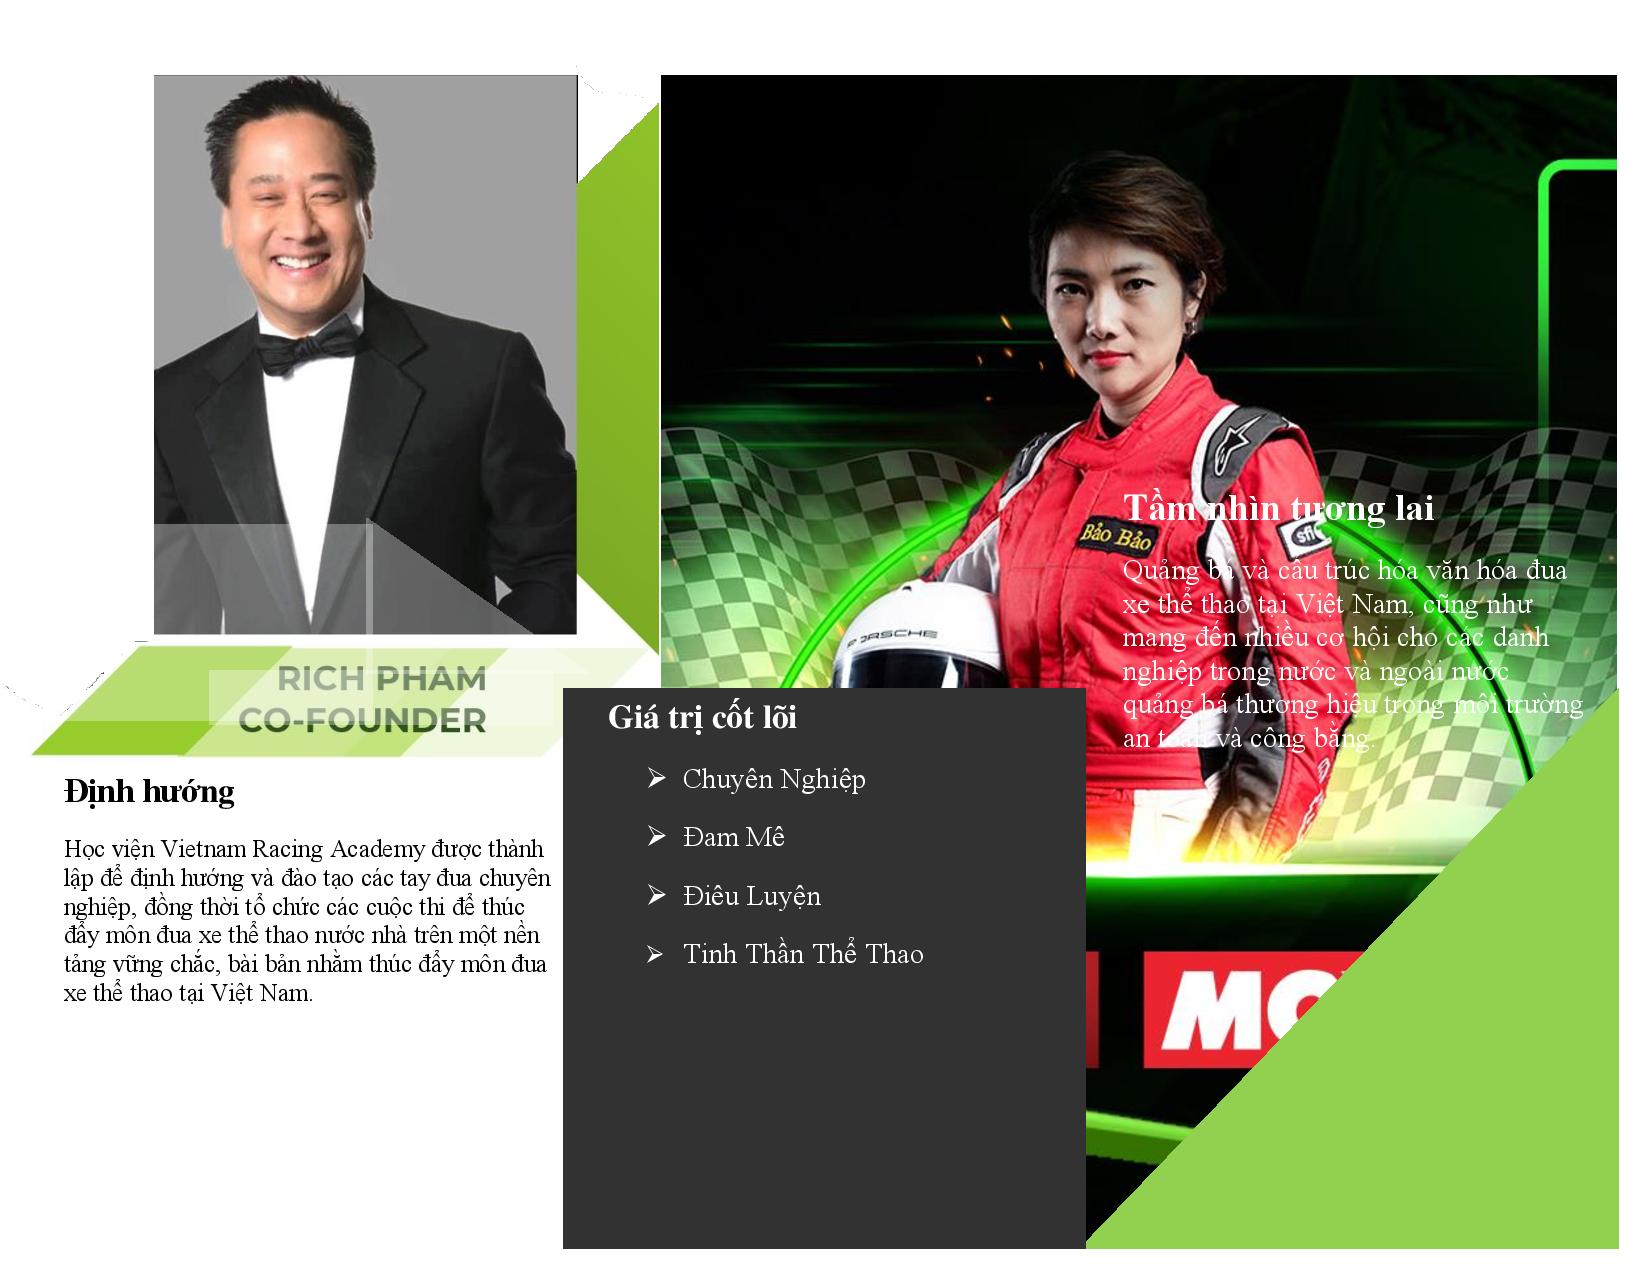 RICH PHAM
CO-FOUNDER
Định hướng
Học viện Vietnam Racing Academy được thành
lập để định hướng và đào tạo các tay đua chuyên
nghiệp, đồng thời tổ chức các cuộc thi để thúc
đẩy môn đua xe thể thao nước nhà trên một nền
tảng vững chắc, bài bản nhằm thúc đẩy môn đua
xe thể thao tại Việt Nam.
Giá trị cốt lõi
Chuyên Nghiệp
Đam Mê
Điêu Luyện
Tinh Thần Thể Thao
Tầm nhìn tương lai
Quảng bá và câu trúc hóa văn hóa đua
xe thể thao tại Việt Nam, cũng như
mang đến nhiều cơ hội cho các danh
nghiệp trong nước và ngoài nước
quảng bá thương hiệu trong môi trường
an toàn và công bằng.
Bảo Bảo
sfi
PORSCHE
MO